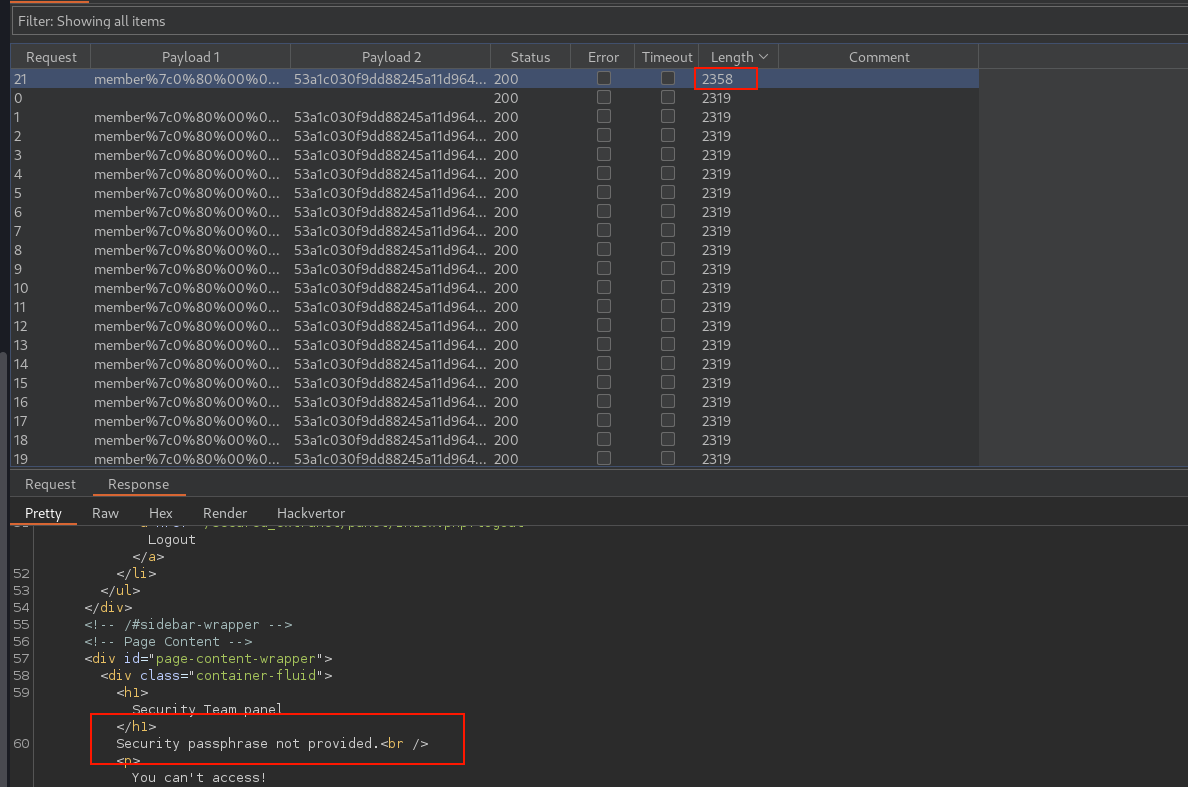 Filter: Showing all items
Request Payload 1 Payload 2 Status Error Timeout Length Comment
21 member%7c0%80%00%0... 53a1c030f9dd88245a11d964... 200 2358
0 200 2319
1 member%7c0%80%00%0... 53a1c030f9dd88245a11d964... 200 2319
2 member%7c0%80%00%0... 53a1c030f9dd88245a11d964... 200 2319
3 member%7c0%80%00%0... 53a1c030f9dd88245a11d964... 200 2319
4 member%7c0%80%00%0... 53a1c030f9dd88245a11d964... 200 2319
5 member%7c0%80%00%0... 53a1c030f9dd88245a11d964... 200 2319
6 member%7c0%80%00%0... 53a1c030f9dd88245a11d964... 200 2319
7 member%7c0%80%00%0... 53a1c030f9dd88245a11d964... 200 2319
8 member%7c0%80%00%0... 53a1c030f9dd88245a11d964... 200 2319
9 member%7c0%80%00%0... 53a1c030f9dd88245a11d964... 200 2319
10 member%7c0%80%00%0... 53a1c030f9dd88245a11d964... 200 2319
11 member%7c0%80%00%0... 53a1c030f9dd88245a11d964... 200 2319
12 member%7c0%80%00%0... 53a1c030f9dd88245a11d964... 200 2319
13 member%7c0%80%00%0... 53a1c030f9dd88245a11d964... 200 2319
14 member%7c0%80%00%0... 53a1c030f9dd88245a11d964... 200 2319
15 member%7c0%80%00%0... 53a1c030f9dd88245a11d964... 200 2319
16 member%7c0%80%00%0... 53a1c030f9dd88245a11d964... 200 2319
17 member%7c0%80%00%0... 53a1c030f9dd88245a11d964... 200 2319
18 member%7c0%80%00%0... 53a1c030f9dd88245a11d964... 200 2319
19 member%7c0%80%00%0... 53a1c030f9dd88245a11d964... 200 2319
Request Response
Pretty Raw Hex Render Hackvertor
Logout
</a>
52 </li>
53 </ul>
54 </div>
55 <!-- /#sidebar-wrapper -->
56 <!-- Page Content -->
57 <div id="page-content-wrapper">
58 <div class="container-fluid">
59 <h1>
Security Team panel
</h1>
60 Security passphrase not provided.<br />
<p>
You can't access!